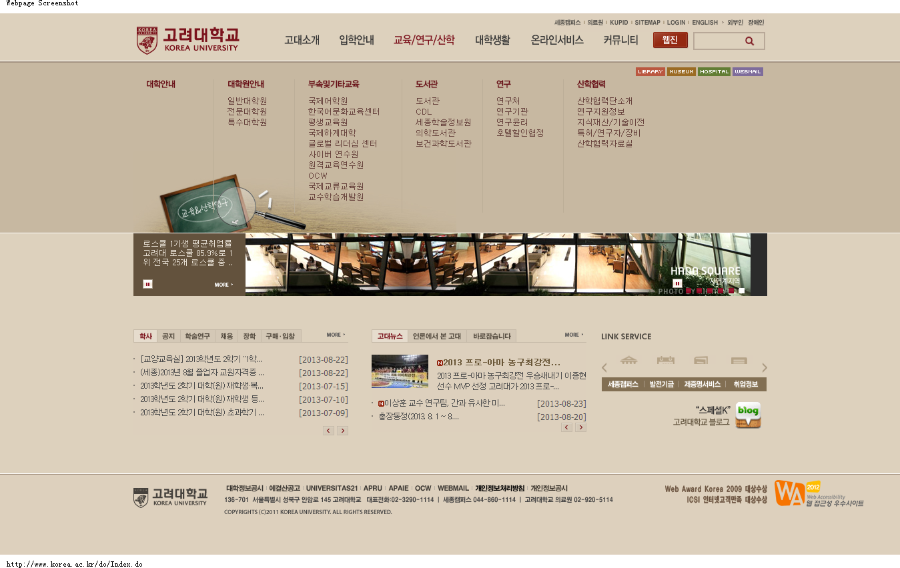 Webpage Screenshot
세종캠퍼스 의료원 KUPID SITEMAP LOGIN ENGLISH 외부인 장애인
고려대학교
KOREA UNIVERSITY
고대소개 입학안내 교육/연구/산학 대학생활 온라인서비스 커뮤니티 웹진
LIBRARY MUSEUM HOSPITAL WEBMAIL
대학안내
대학원안내
일반대학원
전문대학원
특수대학원
부속및기타교육
국제어학원
한국어문화교육센터
평생교육원
국제하계대학
글로벌 리더십 센터
사이버 연수원
원격교육연수원
OCW
국제교류교육원
교수학습개발원
도서관
도서관
CDL
세종학술정보원
의학도서관
보건과학도서관
연구
연구처
연구기관
연구윤리
호텔할인협정
산학협력
산학협력단소개
연구지원정보
지식재산/기술이전
특허/연구자/장비
산학협력자료실
교육&산학연구
로스쿨 1기생 평균취업률
고려대 로스쿨 85.9%로 1
위 전국 25개 로스쿨 중 ..
MORE
HANA SQUARE
PHOTO BY
학사 공지 학술연구 채용 장학 구매·입찰 MORE
[교양교육실] 2013학년도 2학기 "1학... [2013-08-22]
(세종)2013년 8월 졸업자 교원자격증 ... [2013-08-22]
2013학년도 2학기 대학(원) 재학생 복... [2013-07-15]
2013학년도 2학기 대학(원) 재학생 등... [2013-07-10]
2013학년도 2학기 대학(원) 초과학기 ... [2013-07-09]
고대뉴스 언론에서 본 고대 바로잡습니다 MORE
2013 프로-아마 농구최강전...
2013 프로-아마 농구최강전 우승새내기 이종현
선수 MVP 선정 고려대가 2013 프로-...
이상훈 교수 연구팀, 간과 유사한 미... [2013-08-23]
출장동정(2013. 8. 1 ~ 8.... [2013-08-20]
LINK SERVICE
세종캠퍼스 발전기금 제증명서비스 취업정보
"스페셜K"
고려대학교 블로그
blog
고려대학교
KOREA UNIVERSITY
대학정보공시 예결산공고 UNIVERSITAS21 APRU APAIE OCW WEBMAIL 개인정보처리방침 개인정보공시
136-701 서울특별시 성북구 안암로 145 고려대학교 대표전화:02-3290-1114 | 세종캠퍼스 044-860-1114 | 고려대학교 의료원 02-920-5114
COPYRIGHTS (C)2011 KOREA UNIVERSITY. ALL RIGHTS RESERVED.
Web Award Korea 2009 대상수상
ICSI 인터넷고객만족 대상수상
WA 2013
Web Accessibility
웹 접근성 우수사이트
http://www.korea.ac.kr/do/Index.do